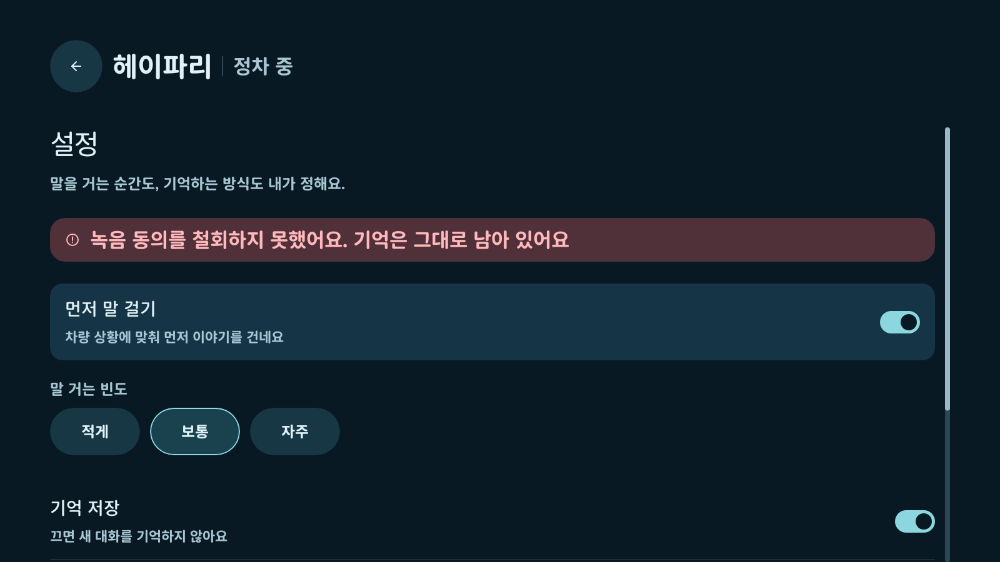 헤이파리
정차 중
설정
말을 거는 순간도, 기억하는 방식도 내가 정해요.
녹음 동의를 철회하지 못했어요. 기억은 그대로 남아 있어요
먼저 말 걸기
차량 상황에 맞춰 먼저 이야기를 건네요
말 거는 빈도
적게
보통
자주
기억 저장
끄면 새 대화를 기억하지 않아요